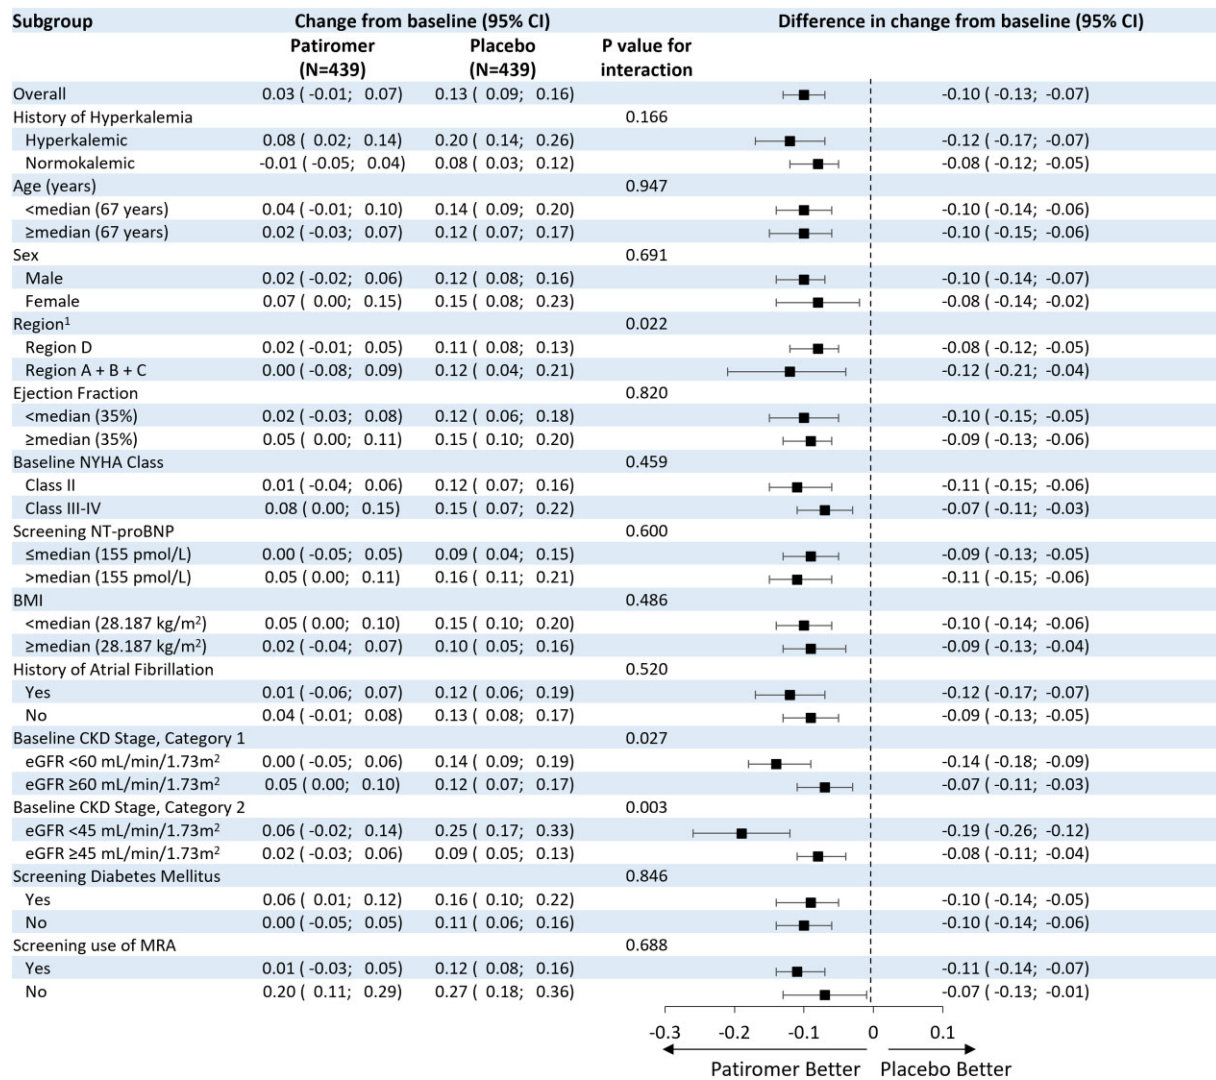 Subgroup Change from baseline (95% CI) Difference in change from baseline (95% CI)
Patiromer Placebo P value for
(N=439) (N=439) interaction
Overall 0.03 ( -0.01; 0.07) 0.13 ( 0.09; 0.16) -0.10 ( -0.13; -0.07)
History of Hyperkalemia 0.166
Hyperkalemic 0.08 ( 0.02; 0.14) 0.20 ( 0.14; 0.26) -0.12 ( -0.17; -0.07)
Normokalemic -0.01 ( -0.05; 0.04) 0.08 ( 0.03; 0.12) -0.08 ( -0.12; -0.05)
Age (years) 0.947
<median (67 years) 0.04 ( -0.01; 0.10) 0.14 ( 0.09; 0.20) -0.10 ( -0.14; -0.06)
≥median (67 years) 0.02 ( -0.03; 0.07) 0.12 ( 0.07; 0.17) -0.10 ( -0.15; -0.06)
Sex 0.691
Male 0.02 ( -0.02; 0.06) 0.12 ( 0.08; 0.16) -0.10 ( -0.14; -0.07)
Female 0.07 ( 0.00; 0.15) 0.15 ( 0.08; 0.23) -0.08 ( -0.14; -0.02)
Region¹ 0.022
Region D 0.02 ( -0.01; 0.05) 0.11 ( 0.08; 0.13) -0.08 ( -0.12; -0.05)
Region A + B + C 0.00 ( -0.08; 0.09) 0.12 ( 0.04; 0.21) -0.12 ( -0.21; -0.04)
Ejection Fraction 0.820
<median (35%) 0.02 ( -0.03; 0.08) 0.12 ( 0.06; 0.18) -0.10 ( -0.15; -0.05)
≥median (35%) 0.05 ( 0.00; 0.11) 0.15 ( 0.10; 0.20) -0.09 ( -0.13; -0.06)
Baseline NYHA Class 0.459
Class II 0.01 ( -0.04; 0.06) 0.12 ( 0.07; 0.16) -0.11 ( -0.15; -0.06)
Class III-IV 0.08 ( 0.00; 0.15) 0.15 ( 0.07; 0.22) -0.07 ( -0.11; -0.03)
Screening NT-proBNP 0.600
≤median (155 pmol/L) 0.00 ( -0.05; 0.05) 0.09 ( 0.04; 0.15) -0.09 ( -0.13; -0.05)
>median (155 pmol/L) 0.05 ( 0.00; 0.11) 0.16 ( 0.11; 0.21) -0.11 ( -0.15; -0.06)
BMI 0.486
<median (28.187 kg/m²) 0.05 ( 0.00; 0.10) 0.15 ( 0.10; 0.20) -0.10 ( -0.14; -0.06)
≥median (28.187 kg/m²) 0.02 ( -0.04; 0.07) 0.10 ( 0.05; 0.16) -0.09 ( -0.13; -0.04)
History of Atrial Fibrillation 0.520
Yes 0.01 ( -0.06; 0.07) 0.12 ( 0.06; 0.19) -0.12 ( -0.17; -0.07)
No 0.04 ( -0.01; 0.08) 0.13 ( 0.08; 0.17) -0.09 ( -0.13; -0.05)
Baseline CKD Stage, Category 1 0.027
eGFR <60 mL/min/1.73m² 0.00 ( -0.05; 0.06) 0.14 ( 0.09; 0.19) -0.14 ( -0.18; -0.09)
eGFR ≥60 mL/min/1.73m² 0.05 ( 0.00; 0.10) 0.12 ( 0.07; 0.17) -0.07 ( -0.11; -0.03)
Baseline CKD Stage, Category 2 0.003
eGFR <45 mL/min/1.73m² 0.06 ( -0.02; 0.14) 0.25 ( 0.17; 0.33) -0.19 ( -0.26; -0.12)
eGFR ≥45 mL/min/1.73m² 0.02 ( -0.03; 0.06) 0.09 ( 0.05; 0.13) -0.08 ( -0.11; -0.04)
Screening Diabetes Mellitus 0.846
Yes 0.06 ( 0.01; 0.12) 0.16 ( 0.10; 0.22) -0.10 ( -0.14; -0.05)
No 0.00 ( -0.05; 0.05) 0.11 ( 0.06; 0.16) -0.10 ( -0.14; -0.06)
Screening use of MRA 0.688
Yes 0.01 ( -0.03; 0.05) 0.12 ( 0.08; 0.16) -0.11 ( -0.14; -0.07)
No 0.20 ( 0.11; 0.29) 0.27 ( 0.18; 0.36) -0.07 ( -0.13; -0.01)
-0.3 -0.2 -0.1 0 0.1
Patiromer Better Placebo Better